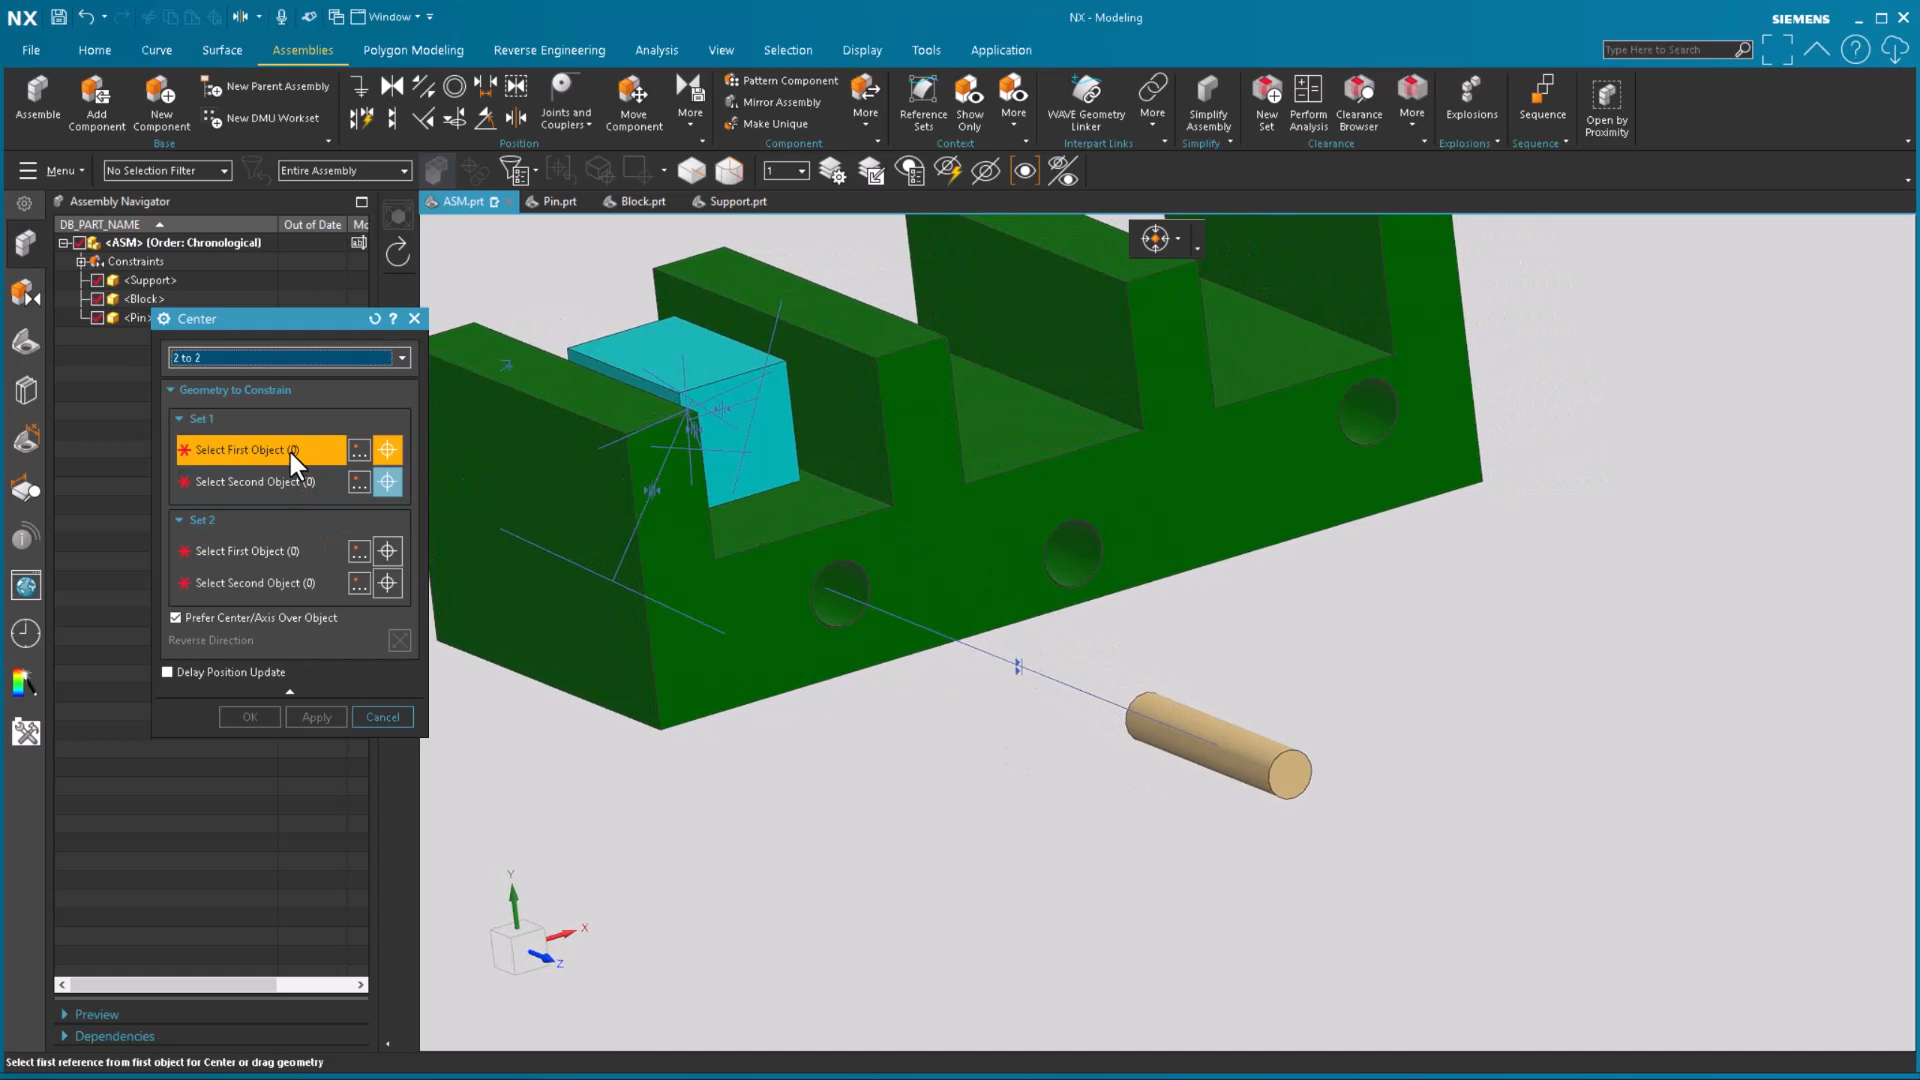 NX
Window
NX - Modeling
SIEMENS
File
Home
Curve
Surface
Assemblies
Polygon Modeling
Reverse Engineering
Analysis
View
Selection
Display
Tools
Application
Type Here to Search
Assemble
Add Component
New Component
New Parent Assembly
New DMU Workset
Base
Joints and Couplers
Move Component
More
Position
Pattern Component
Mirror Assembly
Make Unique
More
Component
Reference Sets
Show Only
More
Context
WAVE Geometry Linker
More
Interpart Links
Simplify Assembly
Simplify
New Set
Perform Analysis
Clearance Browser
More
Clearance
Explosions
Explosions
Sequence
Sequence
Open by Proximity
Menu
No Selection Filter
Entire Assembly
1
Assembly Navigator
ASM.prt
Pin.prt
Block.prt
Support.prt
DB_PART_NAME
Out of Date
Mc
<ASM> (Order: Chronological)
Constraints
<Support>
<Block>
<Pin>
Center
2 to 2
Geometry to Constrain
Set 1
Select First Object (0)
Select Second Object (0)
Set 2
Select First Object (0)
Select Second Object (0)
Prefer Center/Axis Over Object
Reverse Direction
Delay Position Update
OK
Apply
Cancel
Y
X
Z
Preview
Dependencies
Select first reference from first object for Center or drag geometry